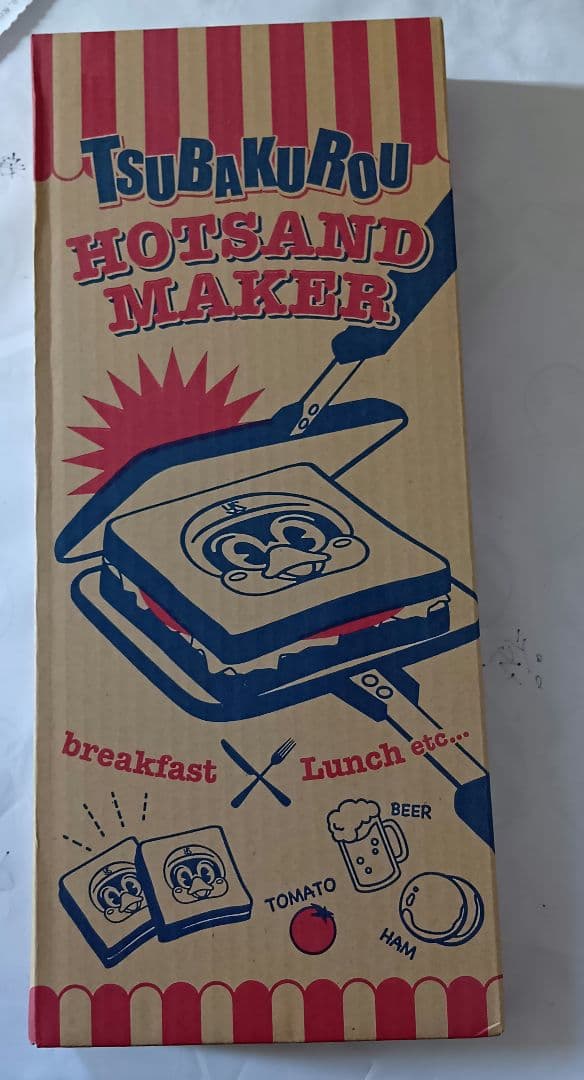 TSUBAKUROU
HOTSAND
MAKER
breakfast
Lunch etc...
BEER
TOMATO
HAM